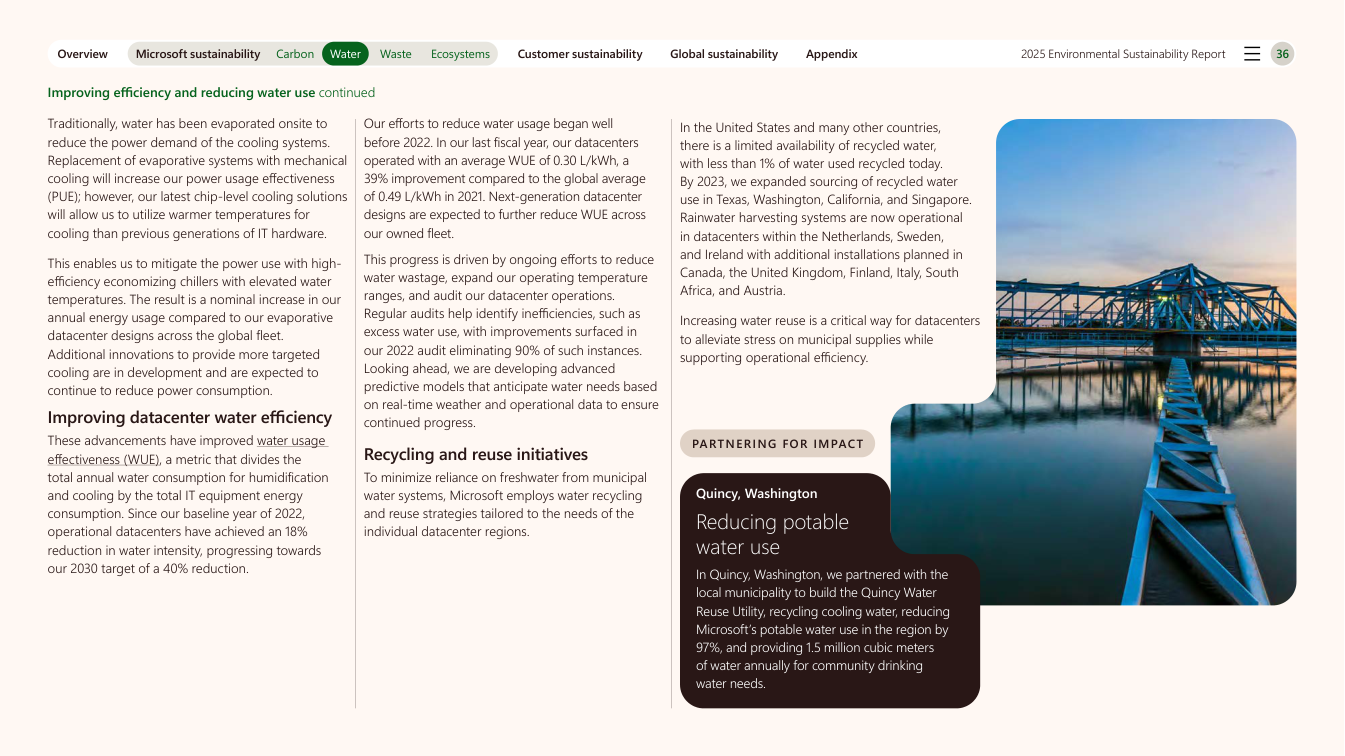 Overview
Microsoft sustainability
Carbon
Water
Waste
Ecosystems
Customer sustainability
Global sustainability
Appendix
2025 Environmental Sustainability Report
36
Improving efficiency and reducing water use continued
Traditionally, water has been evaporated onsite to
reduce the power demand of the cooling systems.
Replacement of evaporative systems with mechanical
cooling will increase our power usage effectiveness
(PUE); however, our latest chip-level cooling solutions
will allow us to utilize warmer temperatures for
cooling than previous generations of IT hardware.
This enables us to mitigate the power use with high-
efficiency economizing chillers with elevated water
temperatures. The result is a nominal increase in our
annual energy usage compared to our evaporative
datacenter designs across the global fleet.
Additional innovations to provide more targeted
cooling are in development and are expected to
continue to reduce power consumption.
Improving datacenter water efficiency
These advancements have improved water usage
effectiveness (WUE), a metric that divides the
total annual water consumption for humidification
and cooling by the total IT equipment energy
consumption. Since our baseline year of 2022,
operational datacenters have achieved an 18%
reduction in water intensity, progressing towards
our 2030 target of a 40% reduction.
Our efforts to reduce water usage began well
before 2022. In our last fiscal year, our datacenters
operated with an average WUE of 0.30 L/kWh, a
39% improvement compared to the global average
of 0.49 L/kWh in 2021. Next-generation datacenter
designs are expected to further reduce WUE across
our owned fleet.
This progress is driven by ongoing efforts to reduce
water wastage, expand our operating temperature
ranges, and audit our datacenter operations.
Regular audits help identify inefficiencies, such as
excess water use, with improvements surfaced in
our 2022 audit eliminating 90% of such instances.
Looking ahead, we are developing advanced
predictive models that anticipate water needs based
on real-time weather and operational data to ensure
continued progress.
Recycling and reuse initiatives
To minimize reliance on freshwater from municipal
water systems, Microsoft employs water recycling
and reuse strategies tailored to the needs of the
individual datacenter regions.
In the United States and many other countries,
there is a limited availability of recycled water,
with less than 1% of water used recycled today.
By 2023, we expanded sourcing of recycled water
use in Texas, Washington, California, and Singapore.
Rainwater harvesting systems are now operational
in datacenters within the Netherlands, Sweden,
and Ireland with additional installations planned in
Canada, the United Kingdom, Finland, Italy, South
Africa, and Austria.
Increasing water reuse is a critical way for datacenters
to alleviate stress on municipal supplies while
supporting operational efficiency.
PARTNERING FOR IMPACT
Quincy, Washington
Reducing potable
water use
In Quincy, Washington, we partnered with the
local municipality to build the Quincy Water
Reuse Utility, recycling cooling water, reducing
Microsoft's potable water use in the region by
97%, and providing 1.5 million cubic meters
of water annually for community drinking
water needs.